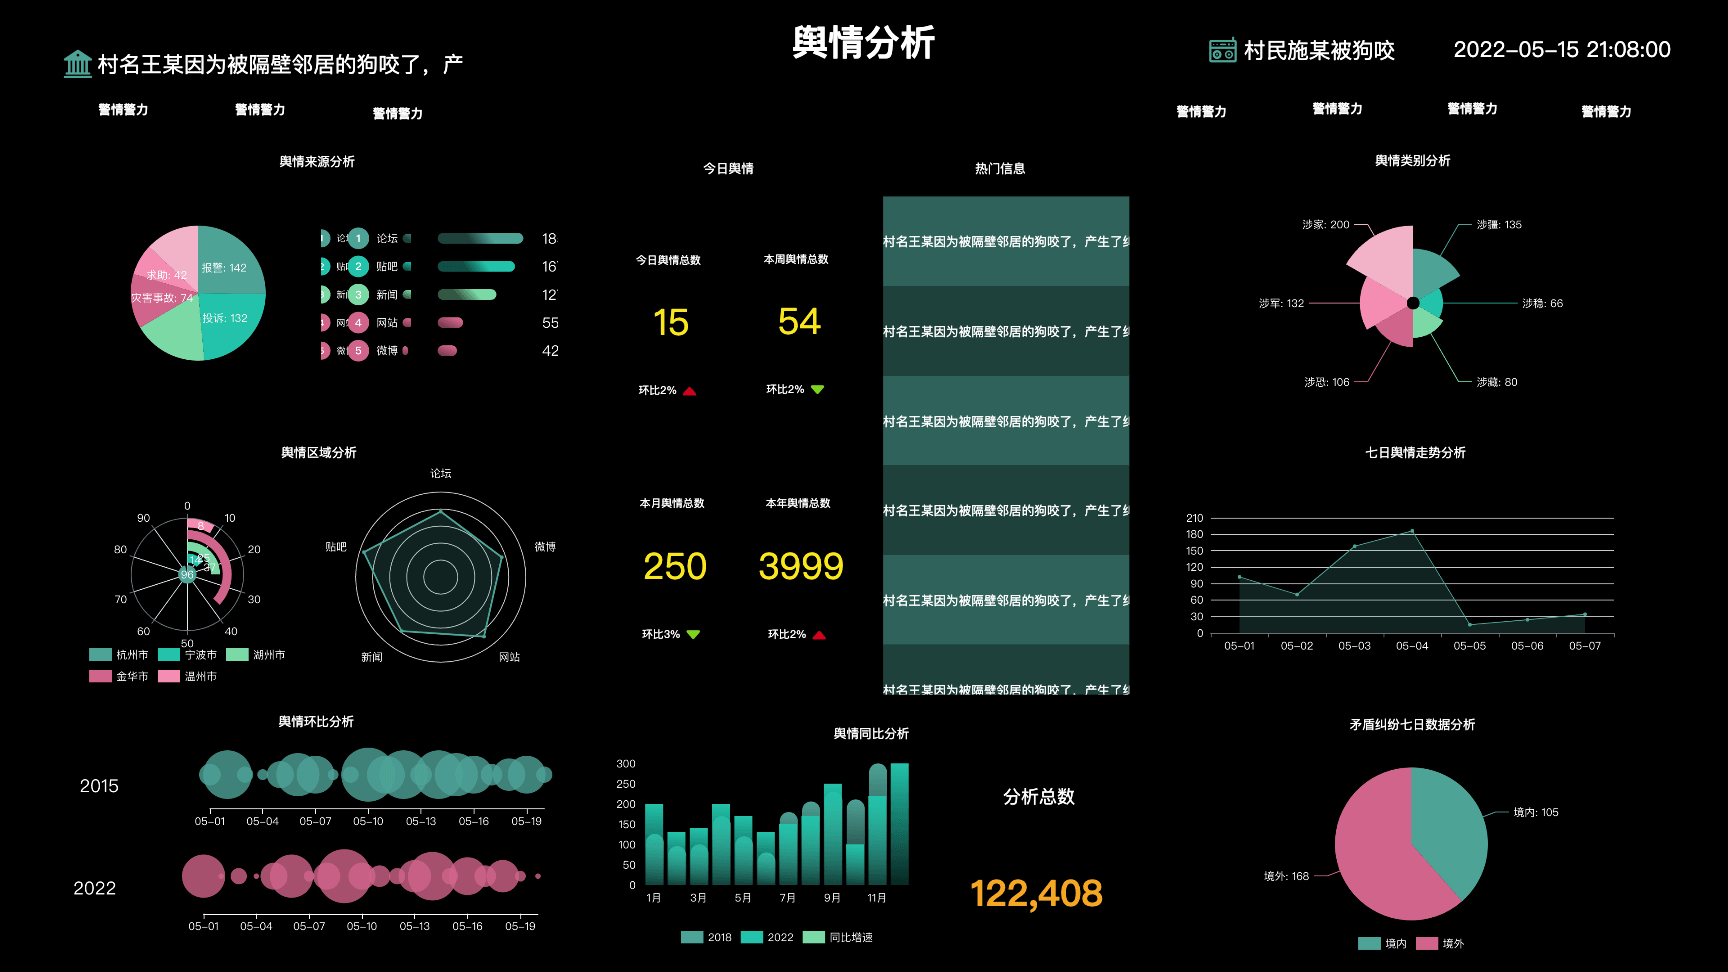 舆情分析
村名王某因为被隔壁邻居的狗咬了，产
村民施某被狗咬
2022-05-15 21:08:00
警情警力 警情警力 警情警力
警情警力 警情警力 警情警力 警情警力
舆情来源分析
报警: 142
求助: 42
灾害事故: 74
投诉: 132
1 论坛
2 贴吧
3 新闻
4 网站 55
5 微博 42
今日舆情
今日舆情总数 本周舆情总数
15 54
环比2% 环比2%
本月舆情总数 本年舆情总数
250 3999
环比3% 环比2%
热门信息
村名王某因为被隔壁邻居的狗咬了，产生了
村名王某因为被隔壁邻居的狗咬了，产生了
村名王某因为被隔壁邻居的狗咬了，产生了
村名王某因为被隔壁邻居的狗咬了，产生了
村名王某因为被隔壁邻居的狗咬了，产生了
村名王某因为被隔壁邻居的狗咬了，产生了
舆情类别分析
涉家: 200
涉疆: 135
涉军: 132
涉稳: 66
涉恐: 106
涉藏: 80
舆情区域分析
0
90 10
80 20
70 30
60 40
50
8
96
杭州市 宁波市 湖州市
金华市 温州市
论坛
贴吧 微博
新闻 网站
七日舆情走势分析
210
180
150
120
90
60
30
0
05-01 05-02 05-03 05-04 05-05 05-06 05-07
舆情环比分析
2015
05-01 05-04 05-07 05-10 05-13 05-16 05-19
2022
05-01 05-04 05-07 05-10 05-13 05-16 05-19
舆情同比分析
300
250
200
150
100
50
0
1月 3月 5月 7月 9月 11月
2018 2022 同比增速
分析总数
122,408
矛盾纠纷七日数据分析
境内: 105
境外: 168
境内 境外